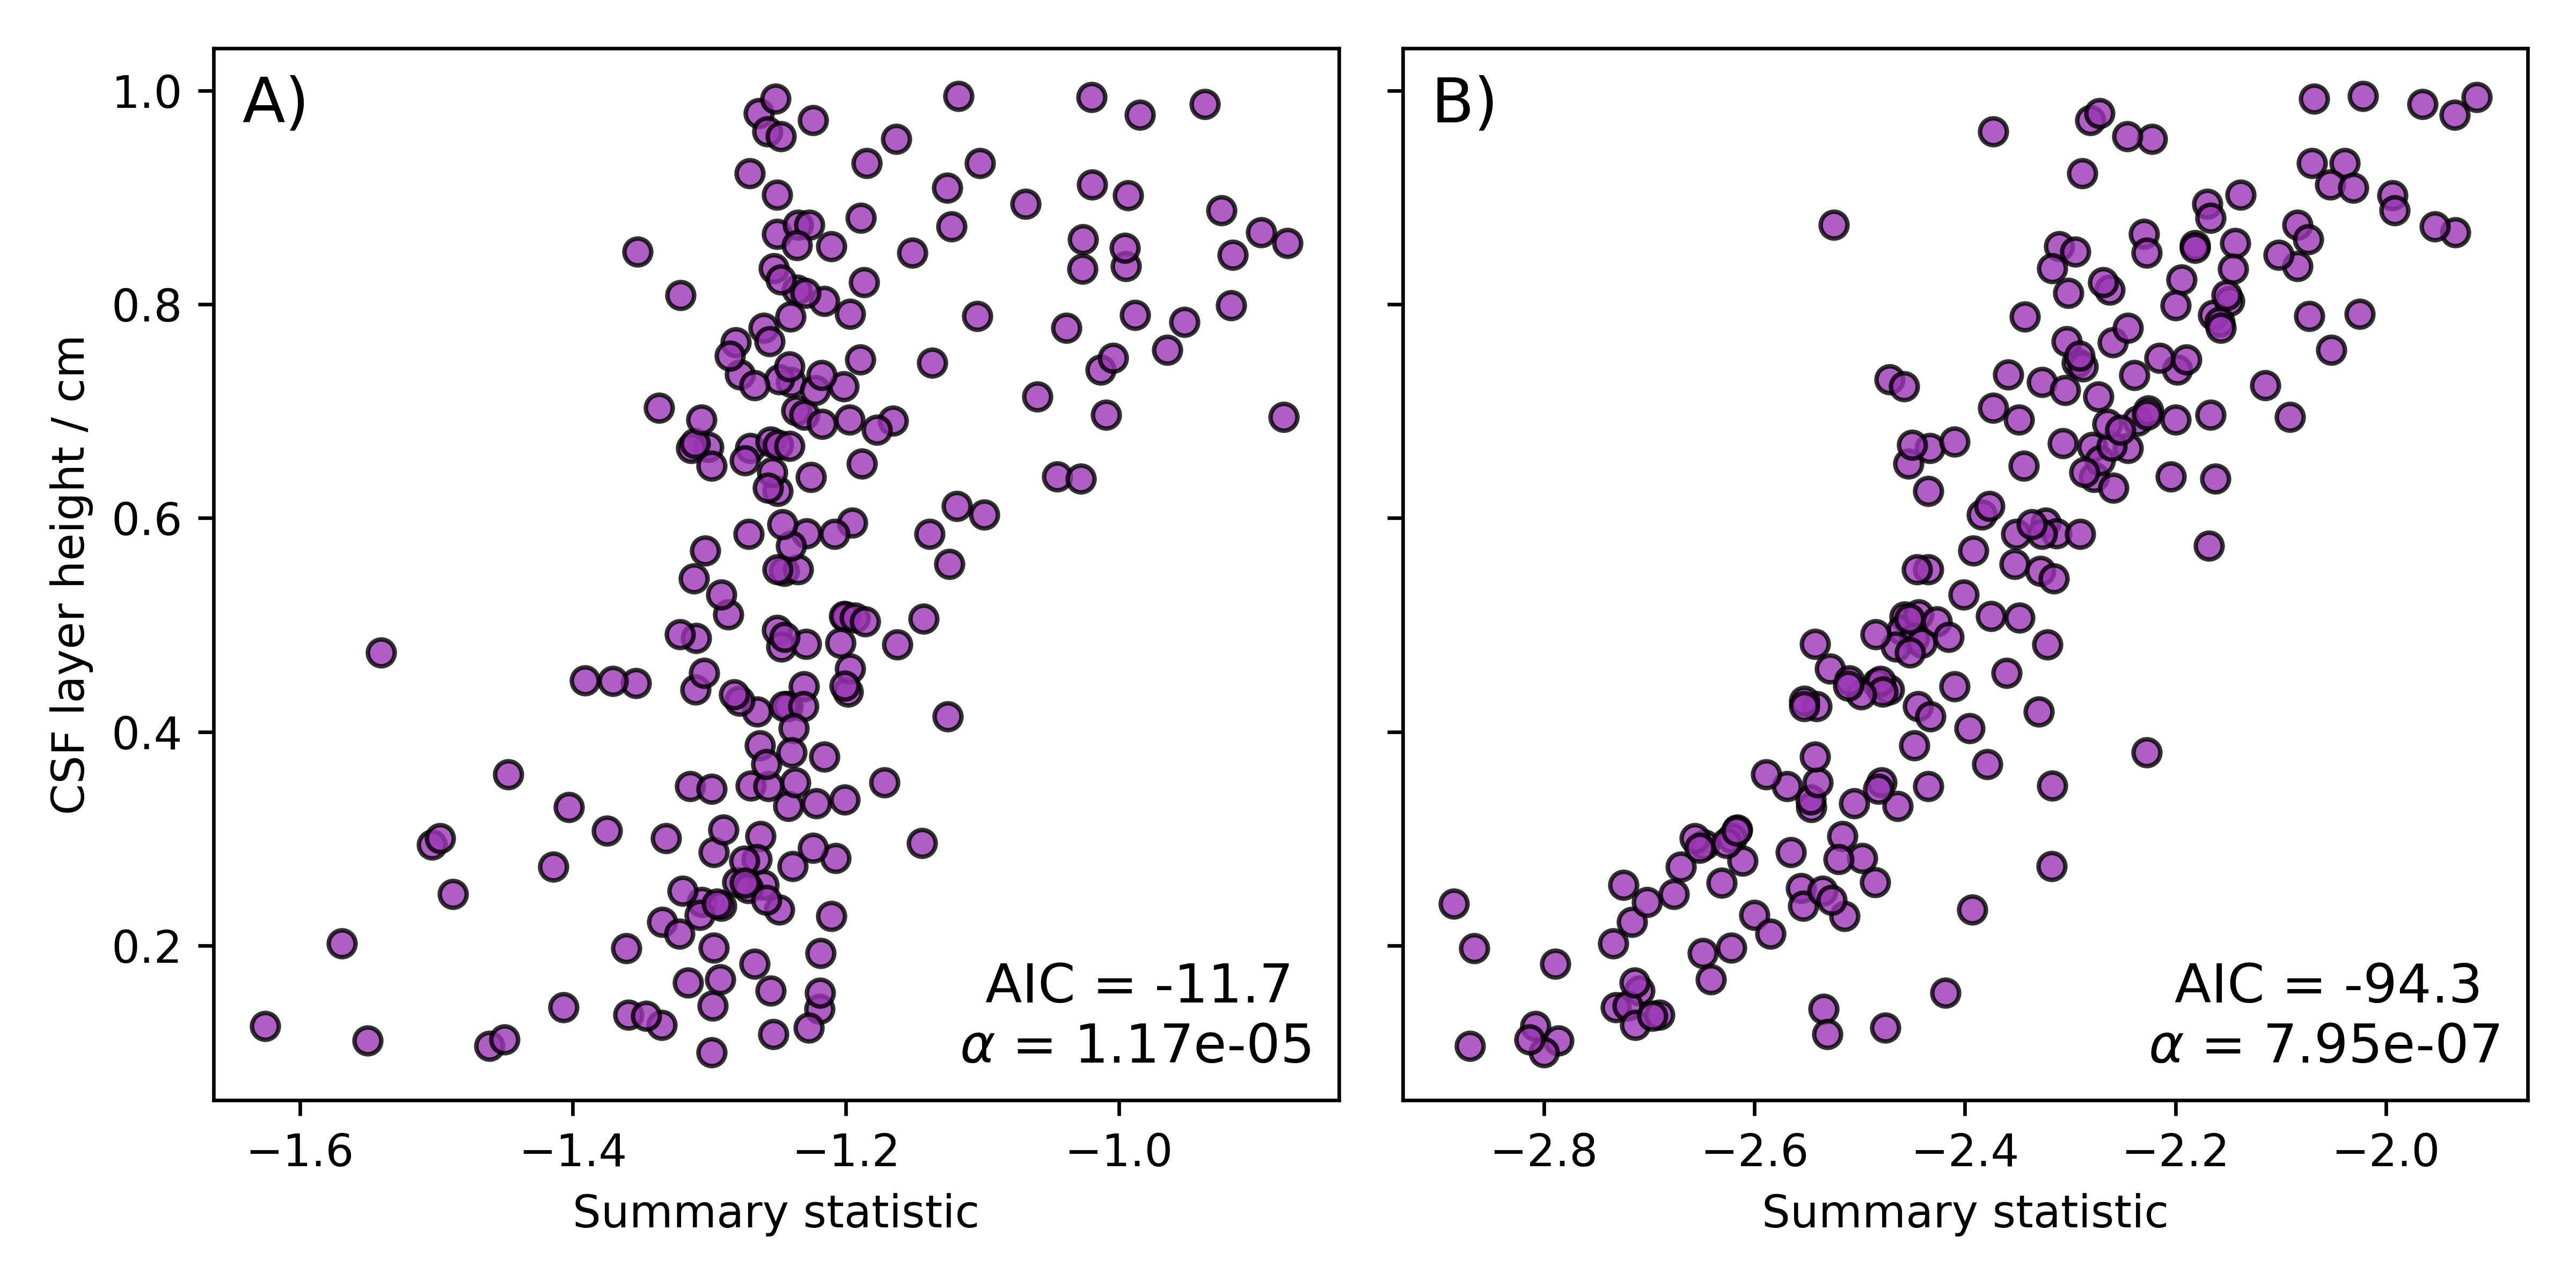 A)
B)
CSF layer height / cm
1.0
0.8
0.6
0.4
0.2
AIC = -11.7
α = 1.17e-05
AIC = -94.3
α = 7.95e-07
−1.6 −1.4 −1.2 −1.0
−2.8 −2.6 −2.4 −2.2 −2.0
Summary statistic
Summary statistic